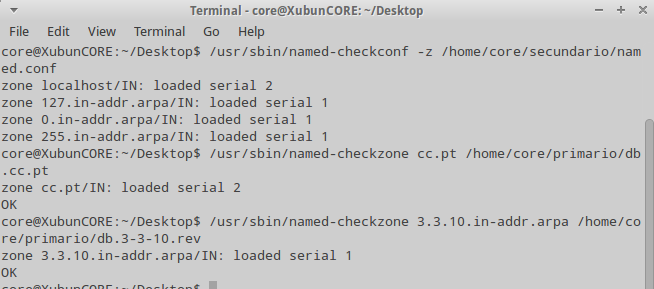 Terminal - core@XubunCORE:~/Desktop
File Edit View Terminal Go Help
core@XubunCORE:~/Desktop$ /usr/sbin/named-checkconf -z /home/core/secundario/nam
ed.conf
zone localhost/IN: loaded serial 2
zone 127.in-addr.arpa/IN: loaded serial 1
zone 0.in-addr.arpa/IN: loaded serial 1
zone 255.in-addr.arpa/IN: loaded serial 1
core@XubunCORE:~/Desktop$ /usr/sbin/named-checkzone cc.pt /home/core/primario/db
.cc.pt
zone cc.pt/IN: loaded serial 2
OK
core@XubunCORE:~/Desktop$ /usr/sbin/named-checkzone 3.3.10.in-addr.arpa /home/co
re/primario/db.3-3-10.rev
zone 3.3.10.in-addr.arpa/IN: loaded serial 1
OK
core@XubunCORE:~/Desktop$